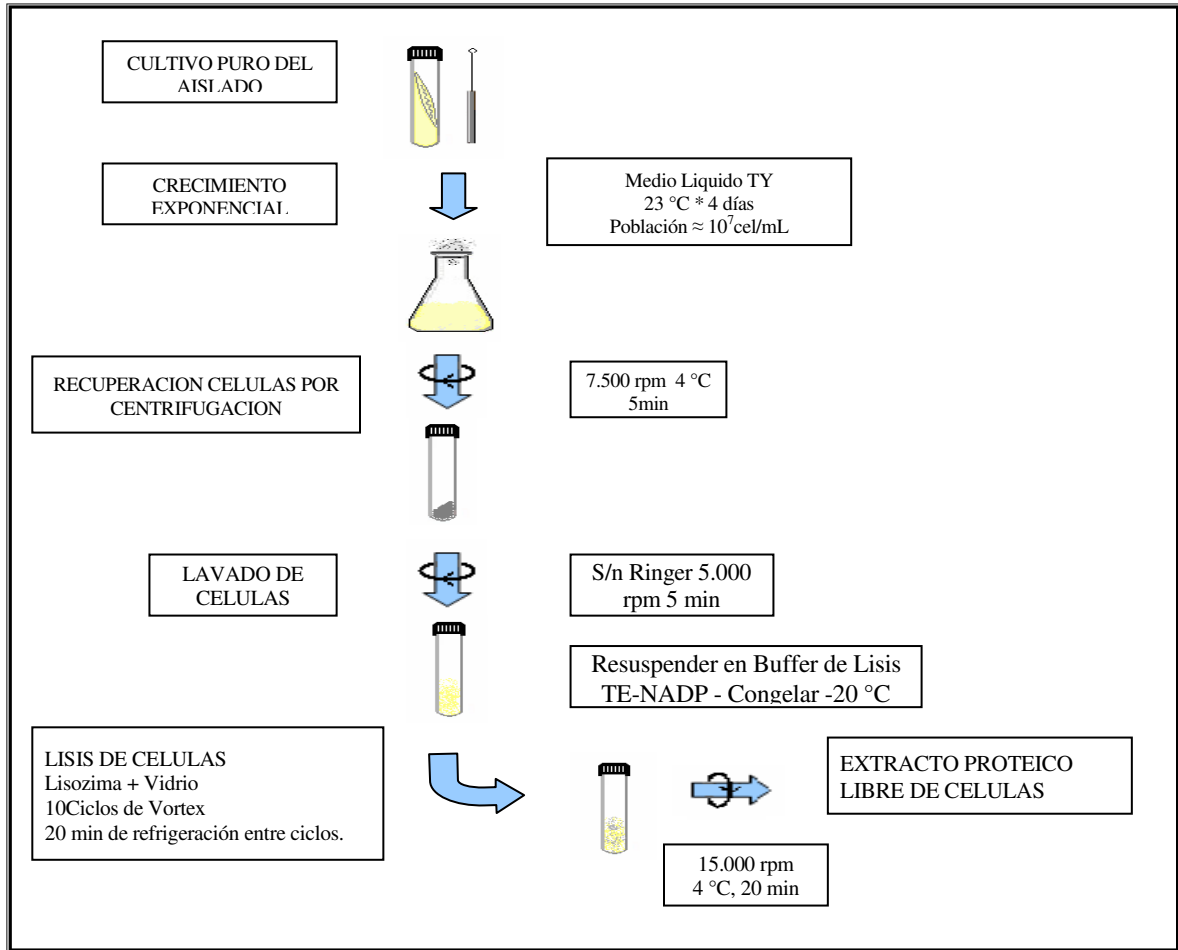 CULTIVO PURO DEL
AISLADO
CRECIMIENTO
EXPONENCIAL
Medio Liquido TY
23 °C * 4 días
Población ≈ 10⁷cel/mL
RECUPERACION CELULAS POR
CENTRIFUGACION
7.500 rpm 4 °C
5min
LAVADO DE
CELULAS
S/n Ringer 5.000
rpm 5 min
Resuspender en Buffer de Lisis
TE-NADP - Congelar -20 °C
LISIS DE CELULAS
Lisozima + Vidrio
10Ciclos de Vortex
20 min de refrigeración entre ciclos.
EXTRACTO PROTEICO
LIBRE DE CELULAS
15.000 rpm
4 °C, 20 min